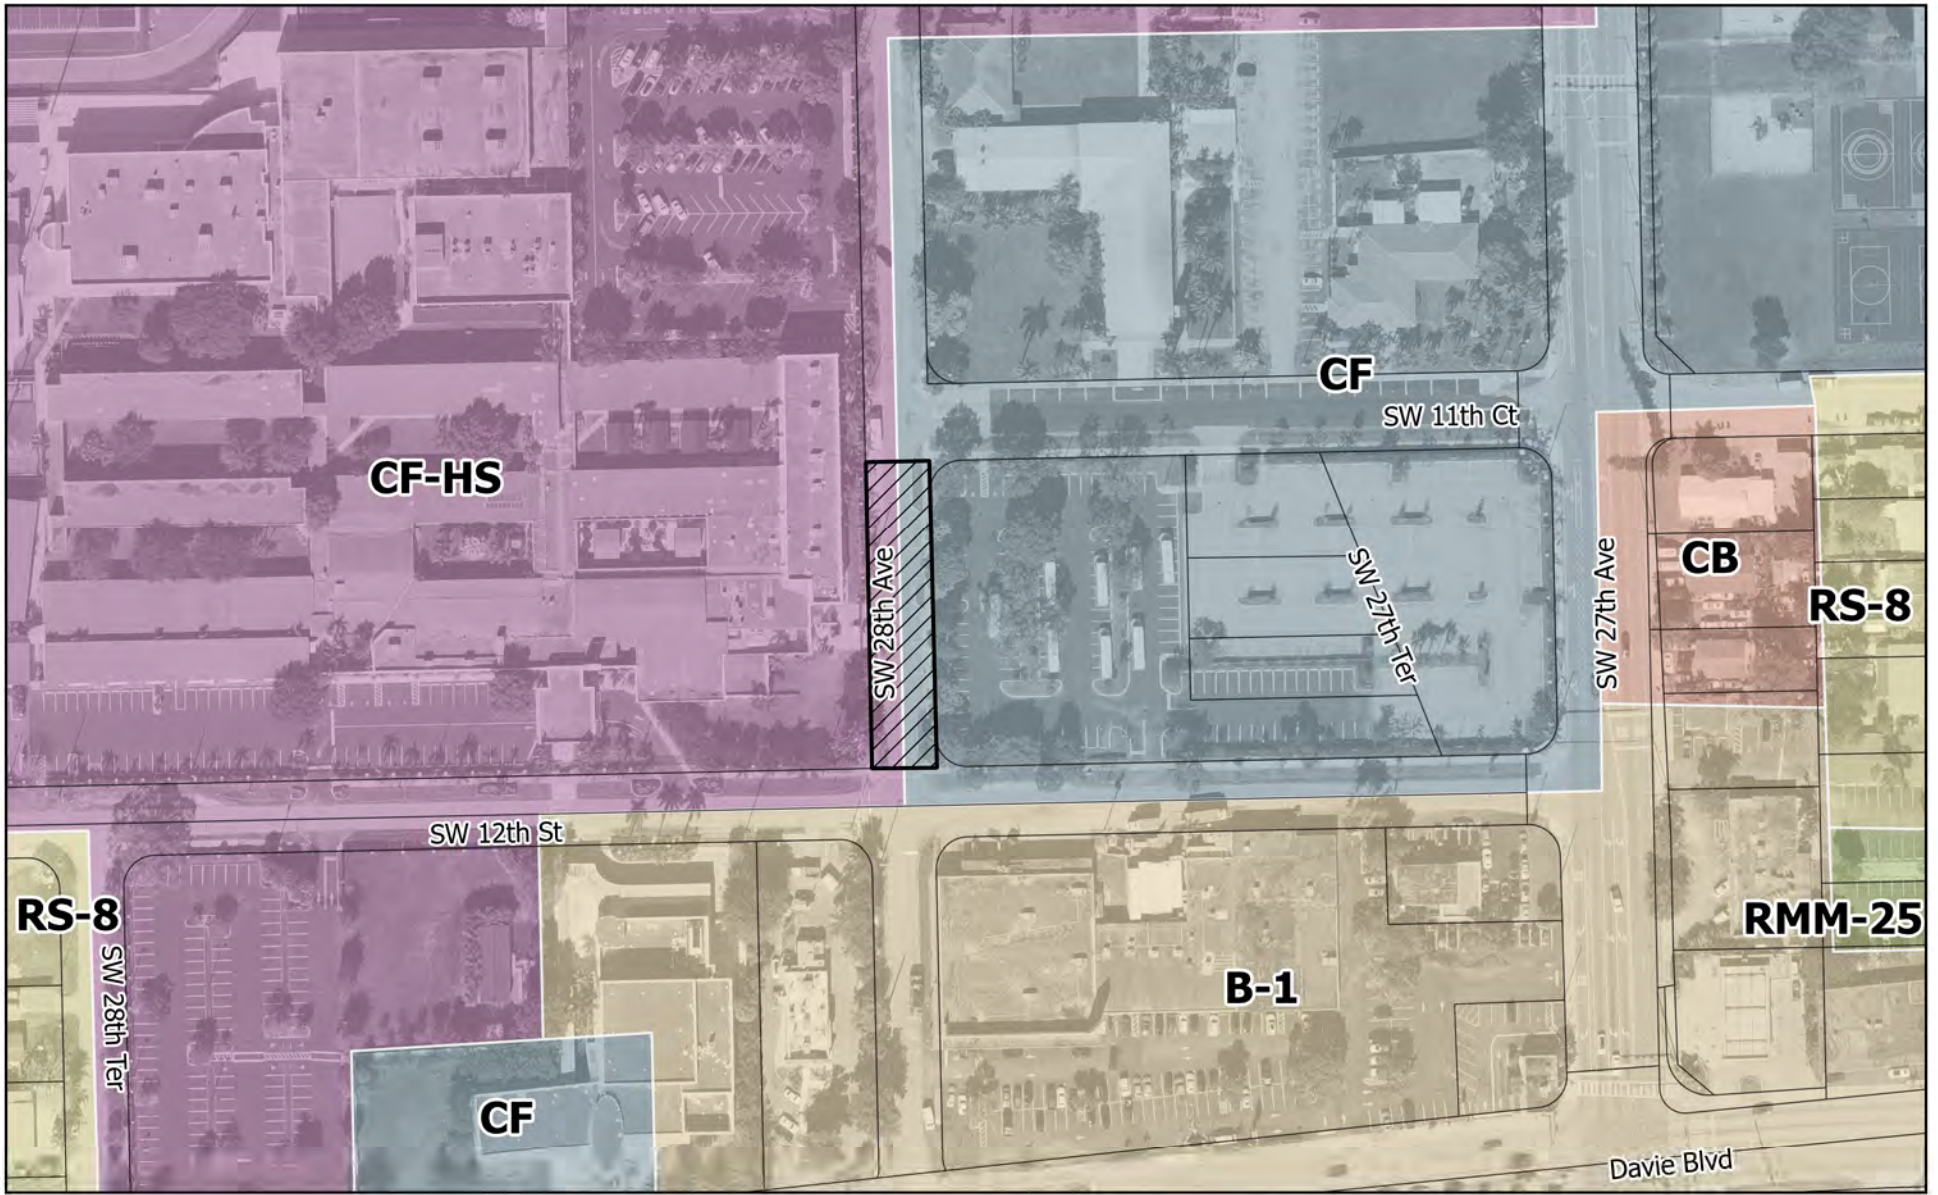 CF
SW 11th Ct
CF-HS
SW 28th Ave
SW 27th Ter
SW 27th Ave
CB
RS-8
SW 12th St
RS-8
SW 28th Ter
RMM-25
B-1
CF
Davie Blvd